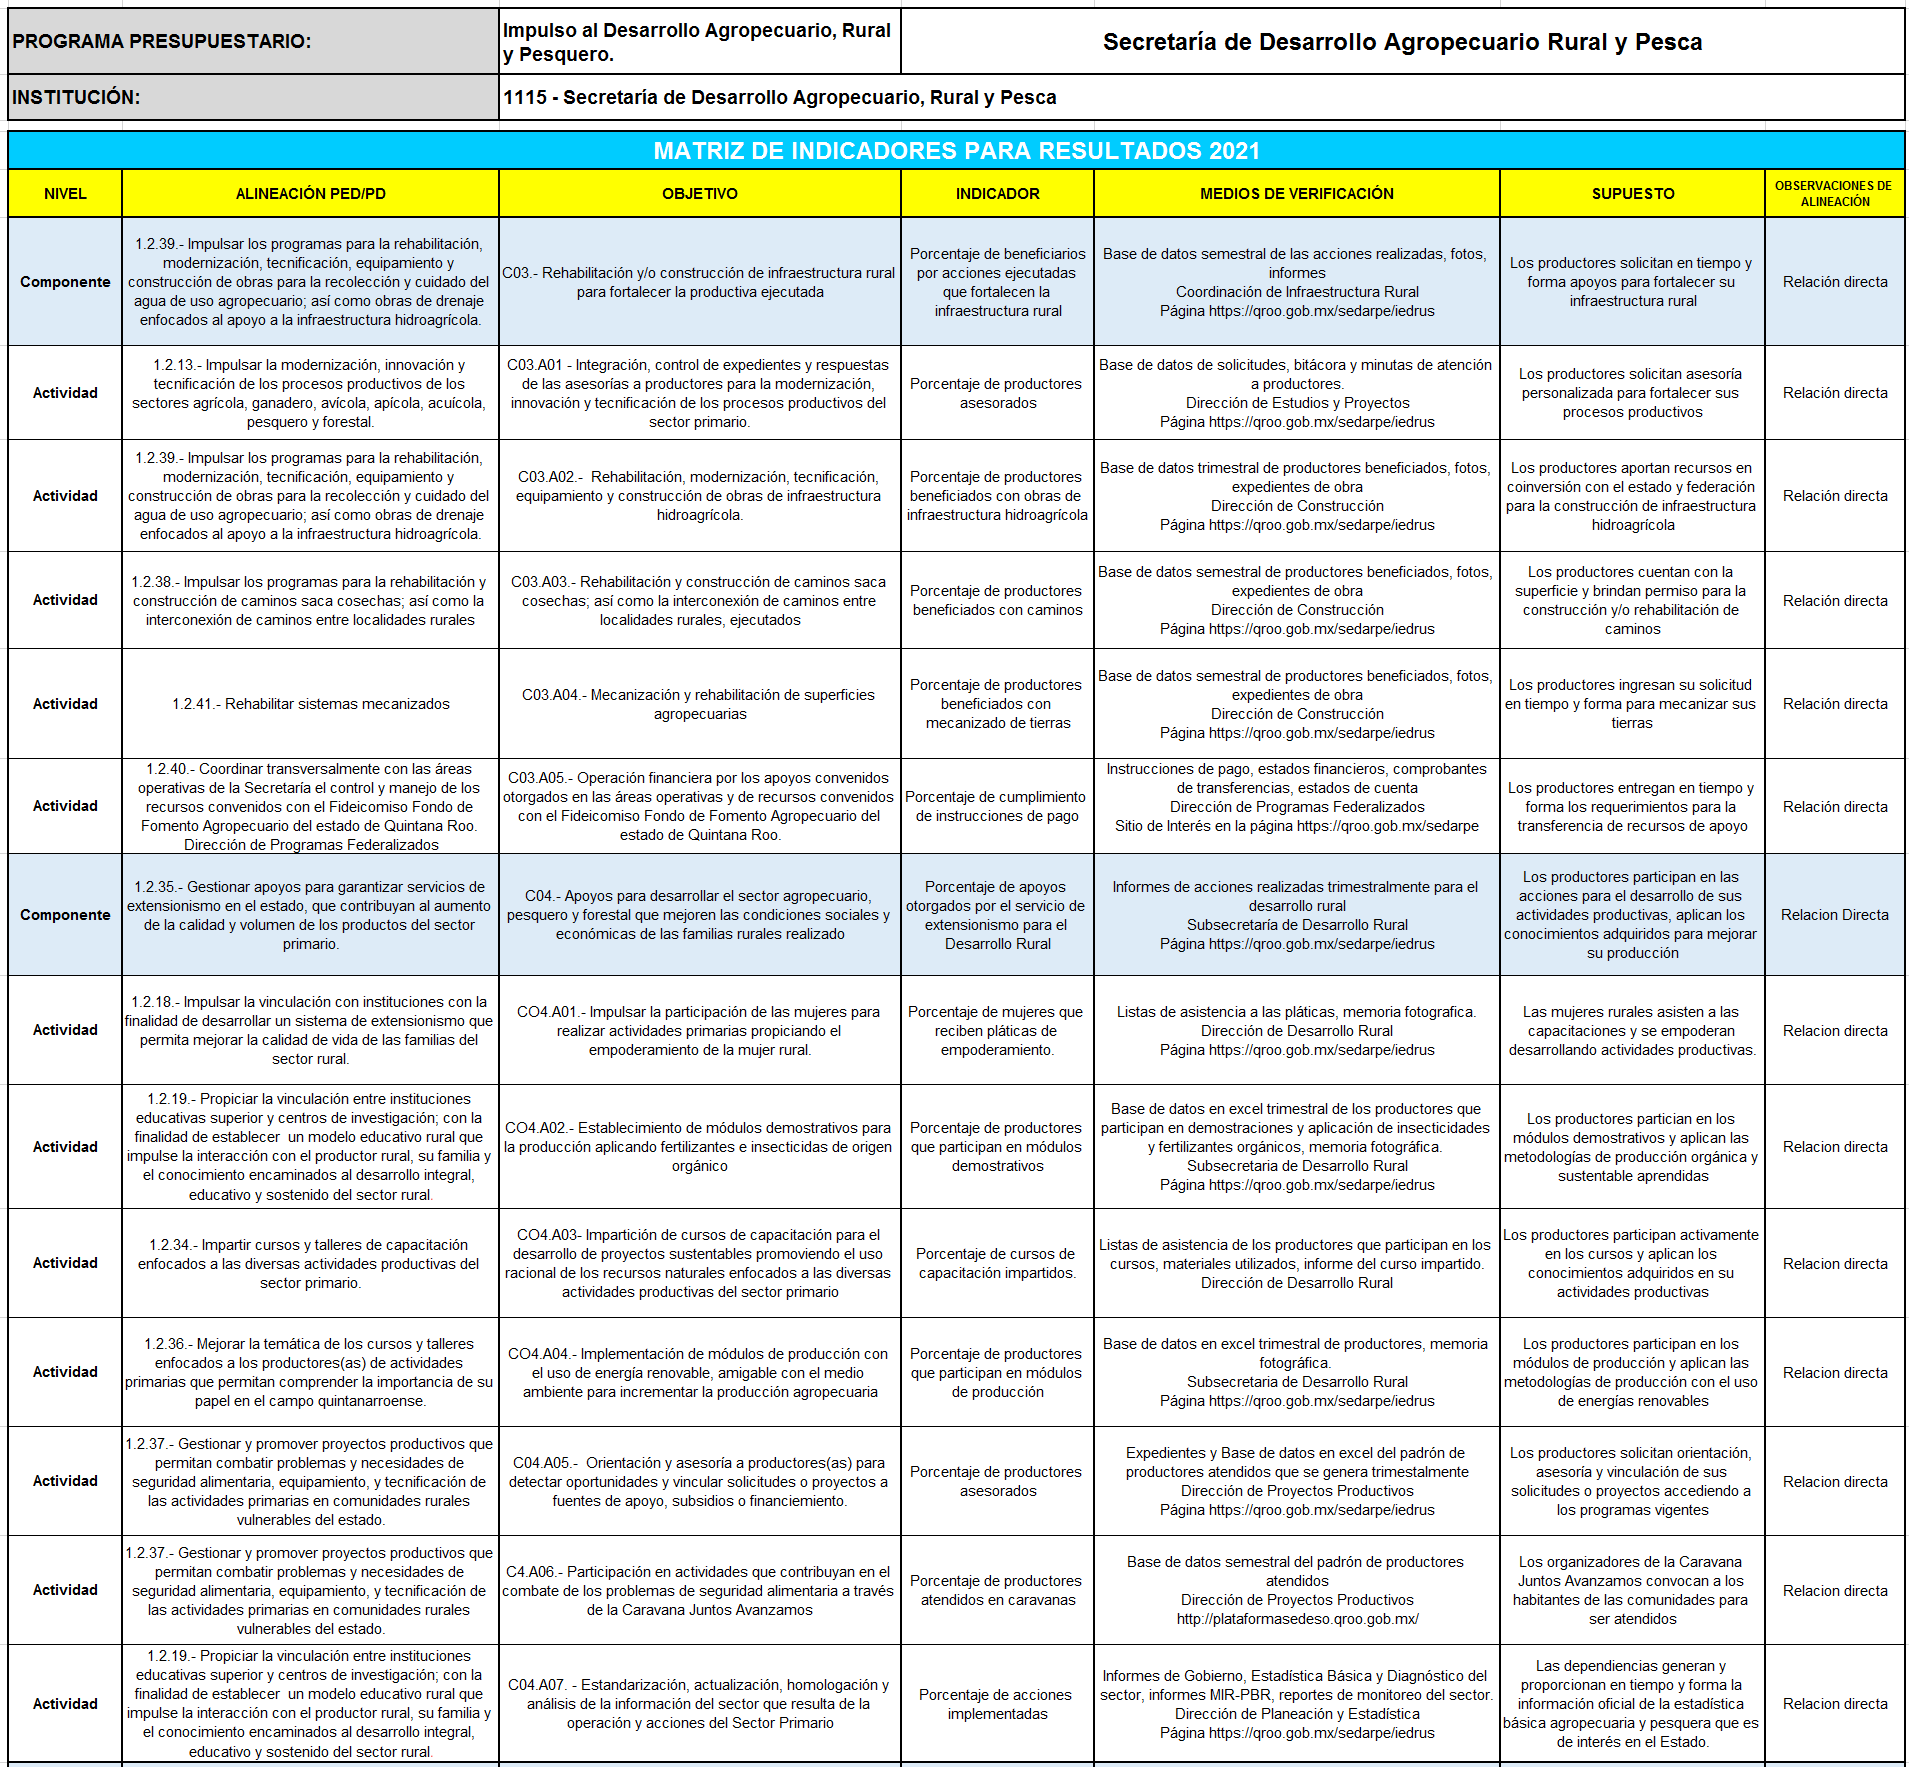 PROGRAMA PRESUPUESTARIO:
Impulso al Desarrollo Agropecuario, Rural
y Pesquero.
Secretaría de Desarrollo Agropecuario Rural y Pesca
INSTITUCIÓN:
1115 - Secretaría de Desarrollo Agropecuario, Rural y Pesca
MATRIZ DE INDICADORES PARA RESULTADOS 2021
NIVEL
ALINEACIÓN PED/PD
OBJETIVO
INDICADOR
MEDIOS DE VERIFICACIÓN
SUPUESTO
OBSERVACIONES DE
ALINEACIÓN
Componente
1.2.39.- Impulsar los programas para la rehabilitación,
modernización, tecnificación, equipamiento y
construcción de obras para la recolección y cuidado del
agua de uso agropecuario; así como obras de drenaje
enfocados al apoyo a la infraestructura hidroagrícola.
C03.- Rehabilitación y/o construcción de infraestructura rural
para fortalecer la productiva ejecutada
Porcentaje de beneficiarios
por acciones ejecutadas
que fortalecen la
infraestructura rural
Base de datos semestral de las acciones realizadas, fotos,
informes
Coordinación de Infraestructura Rural
Página https://qroo.gob.mx/sedarpe/iedrus
Los productores solicitan en tiempo y
forma apoyos para fortalecer su
infraestructura rural
Relación directa
Actividad
1.2.13.- Impulsar la modernización, innovación y
tecnificación de los procesos productivos de los
sectores agrícola, ganadero, avícola, apícola, acuícola,
pesquero y forestal.
C03.A01 - Integración, control de expedientes y respuestas
de las asesorías a productores para la modernización,
innovación y tecnificación de los procesos productivos del
sector primario.
Porcentaje de productores
asesorados
Base de datos de solicitudes, bitácora y minutas de atención
a productores.
Dirección de Estudios y Proyectos
Página https://qroo.gob.mx/sedarpe/iedrus
Los productores solicitan asesoría
personalizada para fortalecer sus
procesos productivos
Relación directa
Actividad
1.2.39.- Impulsar los programas para la rehabilitación,
modernización, tecnificación, equipamiento y
construcción de obras para la recolección y cuidado del
agua de uso agropecuario; así como obras de drenaje
enfocados al apoyo a la infraestructura hidroagrícola.
C03.A02.-  Rehabilitación, modernización, tecnificación,
equipamiento y construcción de obras de infraestructura
hidroagrícola.
Porcentaje de productores
beneficiados con obras de
infraestructura hidroagrícola
Base de datos trimestral de productores beneficiados, fotos,
expedientes de obra
Dirección de Construcción
Página https://qroo.gob.mx/sedarpe/iedrus
Los productores aportan recursos en
coinversión con el estado y federación
para la construcción de infraestructura
hidroagrícola
Relación directa
Actividad
1.2.38.- Impulsar los programas para la rehabilitación y
construcción de caminos saca cosechas; así como la
interconexión de caminos entre localidades rurales
C03.A03.- Rehabilitación y construcción de caminos saca
cosechas; así como la interconexión de caminos entre
localidades rurales, ejecutados
Porcentaje de productores
beneficiados con caminos
Base de datos semestral de productores beneficiados, fotos,
expedientes de obra
Dirección de Construcción
Página https://qroo.gob.mx/sedarpe/iedrus
Los productores cuentan con la
superficie y brindan permiso para la
construcción y/o rehabilitación de
caminos
Relación directa
Actividad
1.2.41.- Rehabilitar sistemas mecanizados
C03.A04.- Mecanización y rehabilitación de superficies
agropecuarias
Porcentaje de productores
beneficiados con
mecanizado de tierras
Base de datos semestral de productores beneficiados, fotos,
expedientes de obra
Dirección de Construcción
Página https://qroo.gob.mx/sedarpe/iedrus
Los productores ingresan su solicitud
en tiempo y forma para mecanizar sus
tierras
Relación directa
Actividad
1.2.40.- Coordinar transversalmente con las áreas
operativas de la Secretaría el control y manejo de los
recursos convenidos con el Fideicomiso Fondo de
Fomento Agropecuario del estado de Quintana Roo.
Dirección de Programas Federalizados
C03.A05.- Operación financiera por los apoyos convenidos
otorgados en las áreas operativas y de recursos convenidos
con el Fideicomiso Fondo de Fomento Agropecuario del
estado de Quintana Roo.
Porcentaje de cumplimiento
de instrucciones de pago
Instrucciones de pago, estados financieros, comprobantes
de transferencias, estados de cuenta
Dirección de Programas Federalizados
Sitio de Interés en la página https://qroo.gob.mx/sedarpe
Los productores entregan en tiempo y
forma los requerimientos para la
transferencia de recursos de apoyo
Relación directa
Componente
1.2.35.- Gestionar apoyos para garantizar servicios de
extensionismo en el estado, que contribuyan al aumento
de la calidad y volumen de los productos del sector
primario.
C04.- Apoyos para desarrollar el sector agropecuario,
pesquero y forestal que mejoren las condiciones sociales y
económicas de las familias rurales realizado
Porcentaje de apoyos
otorgados por el servicio de
extensionismo para el
Desarrollo Rural
Informes de acciones realizadas trimestralmente para el
desarrollo rural
Subsecretaría de Desarrollo Rural
Página https://qroo.gob.mx/sedarpe/iedrus
Los productores participan en las
acciones para el desarrollo de sus
actividades productivas, aplican los
conocimientos adquiridos para mejorar
su producción
Relacion Directa
Actividad
1.2.18.- Impulsar la vinculación con instituciones con la
finalidad de desarrollar un sistema de extensionismo que
permita mejorar la calidad de vida de las familias del
sector rural.
CO4.A01.- Impulsar la participación de las mujeres para
realizar actividades primarias propiciando el
empoderamiento de la mujer rural.
Porcentaje de mujeres que
reciben pláticas de
empoderamiento.
Listas de asistencia a las pláticas, memoria fotografica.
Dirección de Desarrollo Rural
Página https://qroo.gob.mx/sedarpe/iedrus
Las mujeres rurales asisten a las
capacitaciones y se empoderan
desarrollando actividades productivas.
Relacion directa
Actividad
1.2.19.- Propiciar la vinculación entre instituciones
educativas superior y centros de investigación; con la
finalidad de establecer  un modelo educativo rural que
impulse la interacción con el productor rural, su familia y
el conocimiento encaminados al desarrollo integral,
educativo y sostenido del sector rural.
CO4.A02.- Establecimiento de módulos demostrativos para
la producción aplicando fertilizantes e insecticidas de origen
orgánico
Porcentaje de productores
que participan en módulos
demostrativos
Base de datos en excel trimestral de los productores que
participan en demostraciones y aplicación de insecticidades
y fertilizantes orgánicos, memoria fotográfica.
Subsecretaria de Desarrollo Rural
Página https://qroo.gob.mx/sedarpe/iedrus
Los productores partician en los
módulos demostrativos y aplican las
metodologías de producción orgánica y
sustentable aprendidas
Relacion directa
Actividad
1.2.34.- Impartir cursos y talleres de capacitación
enfocados a las diversas actividades productivas del
sector primario.
CO4.A03- Impartición de cursos de capacitación para el
desarrollo de proyectos sustentables promoviendo el uso
racional de los recursos naturales enfocados a las diversas
actividades productivas del sector primario
Porcentaje de cursos de
capacitación impartidos.
Listas de asistencia de los productores que participan en los
cursos, materiales utilizados, informe del curso impartido.
Dirección de Desarrollo Rural
Los productores participan activamente
en los cursos y aplican los
conocimientos adquiridos en su
actividades productivas
Relacion directa
Actividad
1.2.36.- Mejorar la temática de los cursos y talleres
enfocados a los productores(as) de actividades
primarias que permitan comprender la importancia de su
papel en el campo quintanarroense.
CO4.A04.- Implementación de módulos de producción con
el uso de energía renovable, amigable con el medio
ambiente para incrementar la producción agropecuaria
Porcentaje de productores
que participan en módulos
de producción
Base de datos en excel trimestral de productores, memoria
fotográfica.
Subsecretaria de Desarrollo Rural
Página https://qroo.gob.mx/sedarpe/iedrus
Los productores participan en los
módulos de producción y aplican las
metodologías de producción con el uso
de energías renovables
Relacion directa
Actividad
1.2.37.- Gestionar y promover proyectos productivos que
permitan combatir problemas y necesidades de
seguridad alimentaria, equipamiento, y tecnificación de
las actividades primarias en comunidades rurales
vulnerables del estado.
C04.A05.-  Orientación y asesoría a productores(as) para
detectar oportunidades y vincular solicitudes o proyectos a
fuentes de apoyo, subsidios o financiemiento.
Porcentaje de productores
asesorados
Expedientes y Base de datos en excel del padrón de
productores atendidos que se genera trimestalmente
Dirección de Proyectos Productivos
Página https://qroo.gob.mx/sedarpe/iedrus
Los productores solicitan orientación,
asesoría y vinculación de sus
solicitudes o proyectos accediendo a
los programas vigentes
Relacion directa
Actividad
1.2.37.- Gestionar y promover proyectos productivos que
permitan combatir problemas y necesidades de
seguridad alimentaria, equipamiento, y tecnificación de
las actividades primarias en comunidades rurales
vulnerables del estado.
C4.A06.- Participación en actividades que contribuyan en el
combate de los problemas de seguridad alimentaria a través
de la Caravana Juntos Avanzamos
Porcentaje de productores
atendidos en caravanas
Base de datos semestral del padrón de productores
atendidos
Dirección de Proyectos Productivos
http://plataformasedeso.qroo.gob.mx/
Los organizadores de la Caravana
Juntos Avanzamos convocan a los
habitantes de las comunidades para
ser atendidos
Relacion directa
Actividad
1.2.19.- Propiciar la vinculación entre instituciones
educativas superior y centros de investigación; con la
finalidad de establecer  un modelo educativo rural que
impulse la interacción con el productor rural, su familia y
el conocimiento encaminados al desarrollo integral,
educativo y sostenido del sector rural.
C04.A07. - Estandarización, actualización, homologación y
análisis de la información del sector que resulta de la
operación y acciones del Sector Primario
Porcentaje de acciones
implementadas
Informes de Gobierno, Estadística Básica y Diagnóstico del
sector, informes MIR-PBR, reportes de monitoreo del sector.
Dirección de Planeación y Estadística
Página https://qroo.gob.mx/sedarpe/iedrus
Las dependencias generan y
proporcionan en tiempo y forma la
información oficial de la estadística
básica agropecuaria y pesquera que es
de interés en el Estado.
Relacion directa